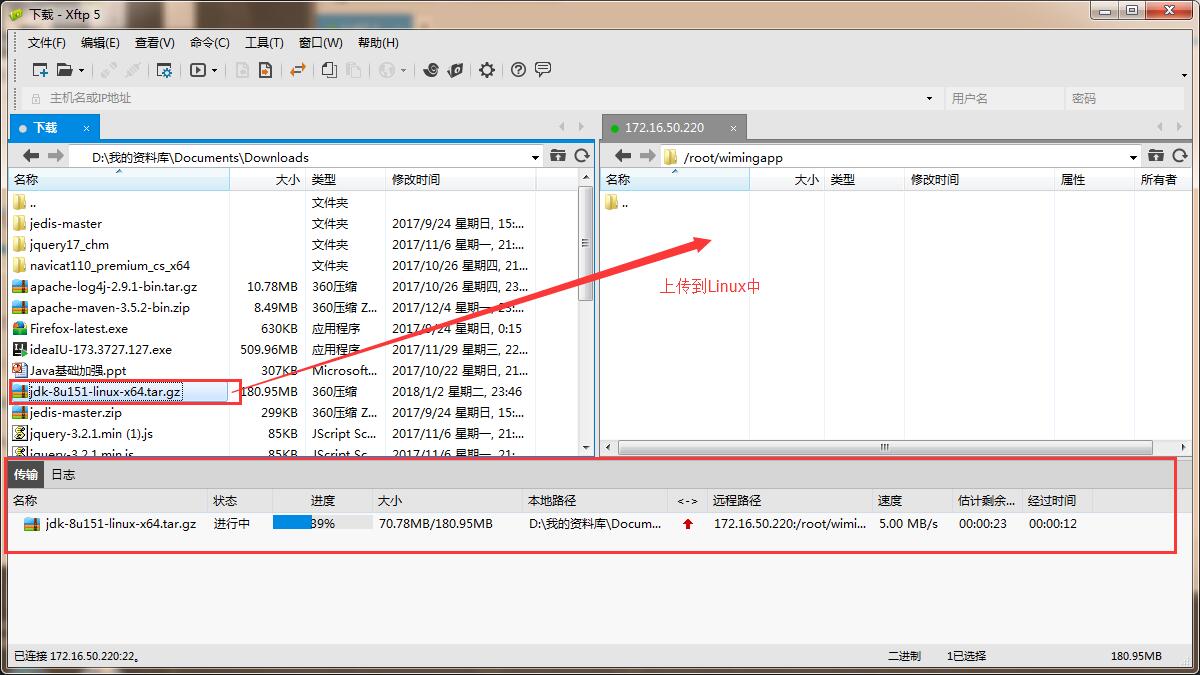 下载 - Xftp 5
文件(F) 编辑(E) 查看(V) 命令(C) 工具(T) 窗口(W) 帮助(H)
主机名或IP地址 用户名 密码
下载
172.16.50.220
D:\我的资料库\Documents\Downloads
/root/wimingapp
名称 大小 类型 修改时间
名称 大小 类型 修改时间 属性 所有者
.. 文件夹
..
jedis-master 文件夹 2017/9/24 星期日, 15:...
jquery17_chm 文件夹 2017/11/6 星期一, 21:...
navicat110_premium_cs_x64 文件夹 2017/10/26 星期四, 21...
apache-log4j-2.9.1-bin.tar.gz 10.78MB 360压缩 2017/10/26 星期四, 23...
apache-maven-3.5.2-bin.zip 8.49MB 360压缩 Z... 2017/12/4 星期一, 23:...
Firefox-latest.exe 630KB 应用程序 2017/9/24 星期日, 0:15
ideaIU-173.3727.127.exe 509.96MB 应用程序 2017/11/29 星期三, 22...
Java基础加强.ppt 307KB Microsoft... 2017/10/22 星期日, 21...
jdk-8u151-linux-x64.tar.gz 180.95MB 360压缩 2018/1/2 星期二, 23:46
jedis-master.zip 299KB 360压缩 Z... 2017/9/24 星期日, 15:...
jquery-3.2.1.min (1).js 85KB JScript Sc... 2017/11/6 星期一, 21:...
jquery-3.2.1.min.js 85KB JScript Sc... 2017/11/6 星期一, 21:...
上传到Linux中
传输 日志
名称 状态 进度 大小 本地路径 <-> 远程路径 速度 估计剩余... 经过时间
jdk-8u151-linux-x64.tar.gz 进行中 39% 70.78MB/180.95MB D:\我的资料库\Docum... 172.16.50.220:/root/wimi... 5.00 MB/s 00:00:23 00:00:12
已连接 172.16.50.220:22。 二进制 1已选择 180.95MB